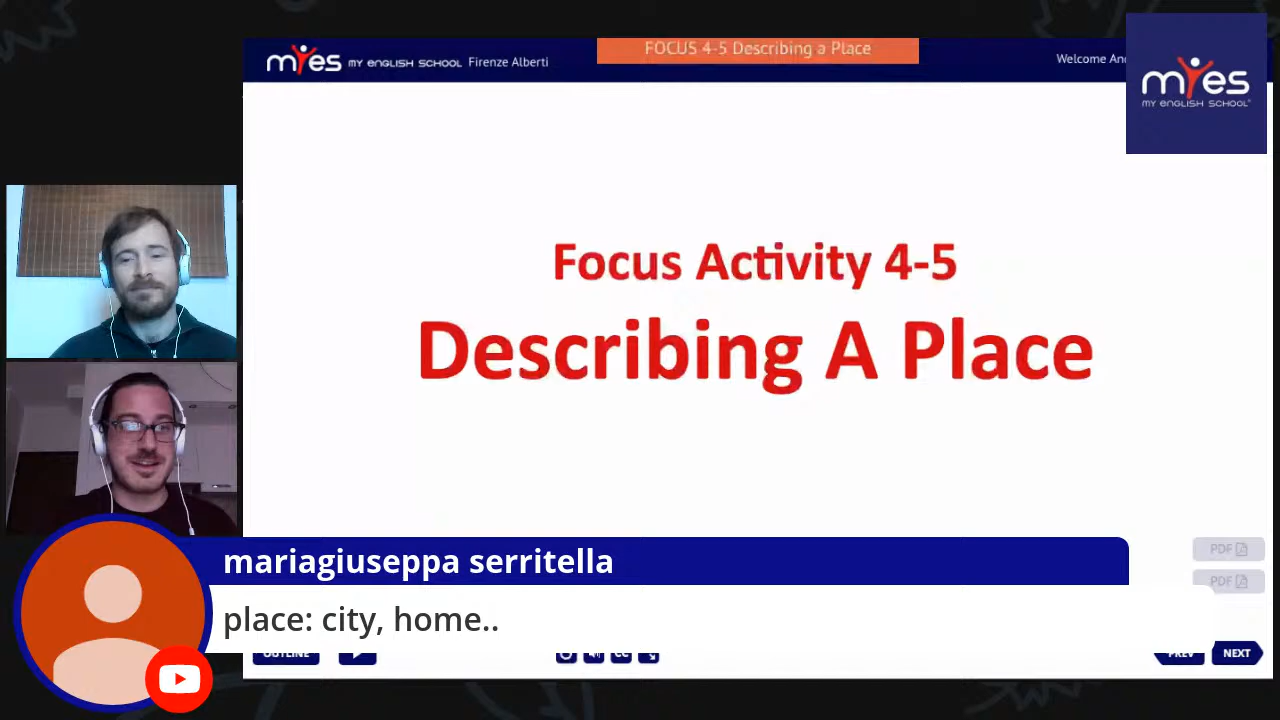 myes MY ENGLISH SCHOOL Firenze Alberti
FOCUS 4-5 Describing a Place
Welcome
myes
MY ENGLISH SCHOOL
Focus Activity 4-5
Describing A Place
PDF
PDF
mariagiuseppa serritella
place: city, home..
OUTLINE
CC
PREV
NEXT